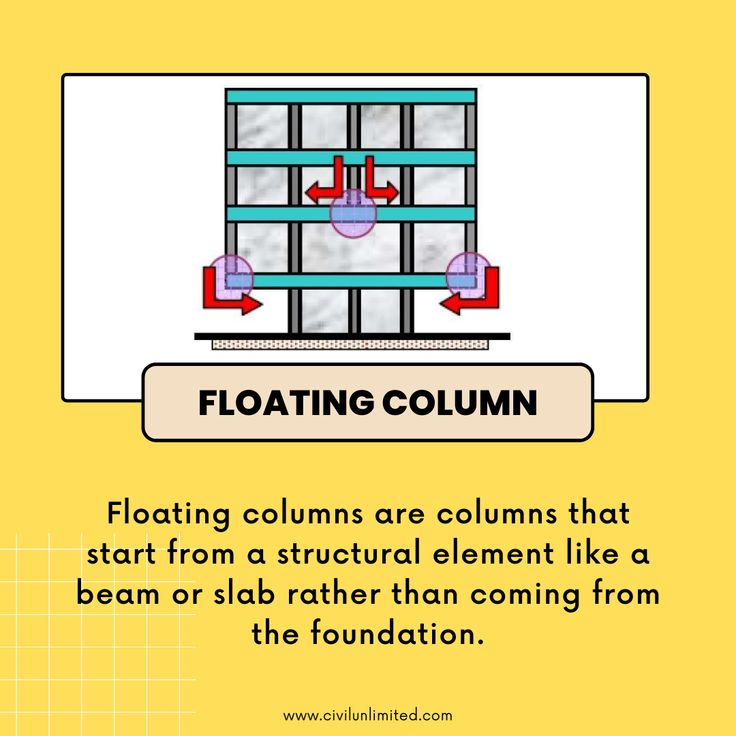 FLOATING COLUMN
Floating columns are columns that
start from a structural element like a
beam or slab rather than coming from
the foundation.
www.civilunlimited.com